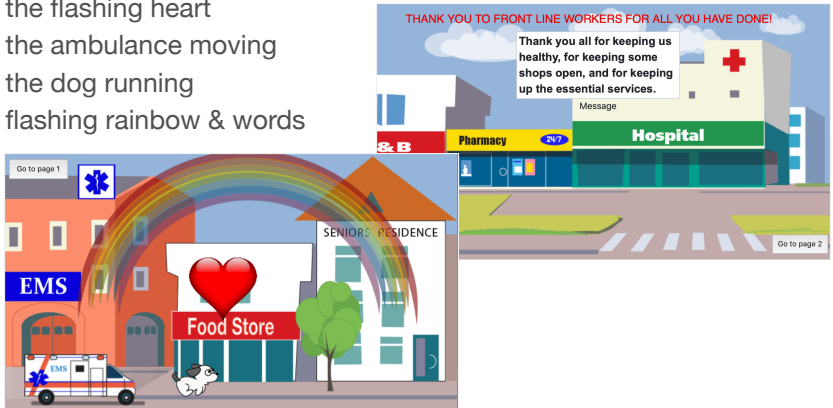 the flashing heart
the ambulance moving
the dog running
flashing rainbow & words
THANK YOU TO FRONT LINE WORKERS FOR ALL YOU HAVE DONE!
Thank you all for keeping us
healthy, for keeping some
shops open, and for keeping
up the essential services.
Message
Hospital
&B
Pharmacy
24/7
Go to page 2
Go to page 1
SENIORS' RESIDENCE
EMS
Food Store
EMS